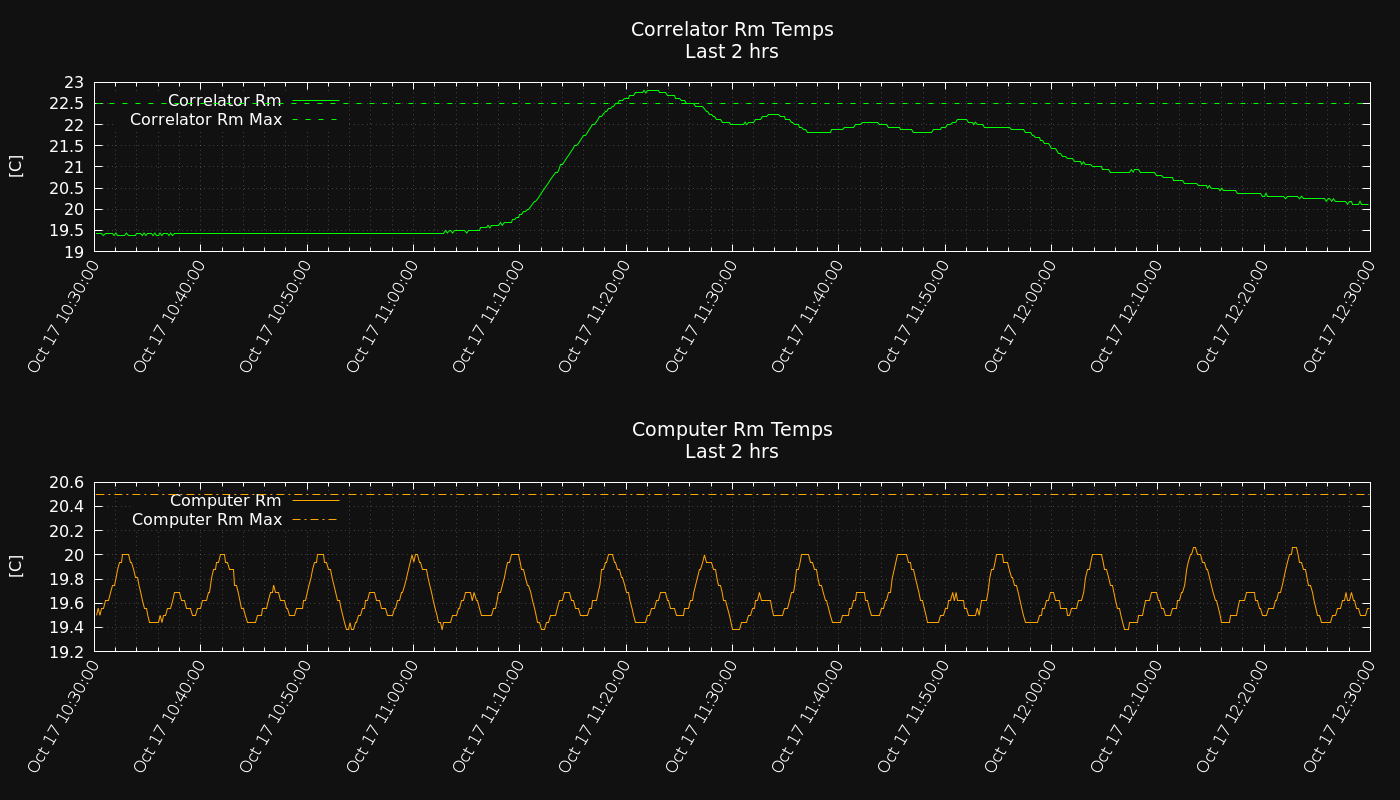 Correlator Rm Temps
Last 2 hrs
23
22.5
22
21.5
21
20.5
20
19.5
19
[C]
Correlator Rm
Correlator Rm Max
Oct 17 10:30:00
Oct 17 10:40:00
Oct 17 10:50:00
Oct 17 11:00:00
Oct 17 11:10:00
Oct 17 11:20:00
Oct 17 11:30:00
Oct 17 11:40:00
Oct 17 11:50:00
Oct 17 12:00:00
Oct 17 12:10:00
Oct 17 12:20:00
Oct 17 12:30:00
Computer Rm Temps
Last 2 hrs
20.6
20.4
20.2
20
19.8
19.6
19.4
19.2
[C]
Computer Rm
Computer Rm Max
Oct 17 10:30:00
Oct 17 10:40:00
Oct 17 10:50:00
Oct 17 11:00:00
Oct 17 11:10:00
Oct 17 11:20:00
Oct 17 11:30:00
Oct 17 11:40:00
Oct 17 11:50:00
Oct 17 12:00:00
Oct 17 12:10:00
Oct 17 12:20:00
Oct 17 12:30:00